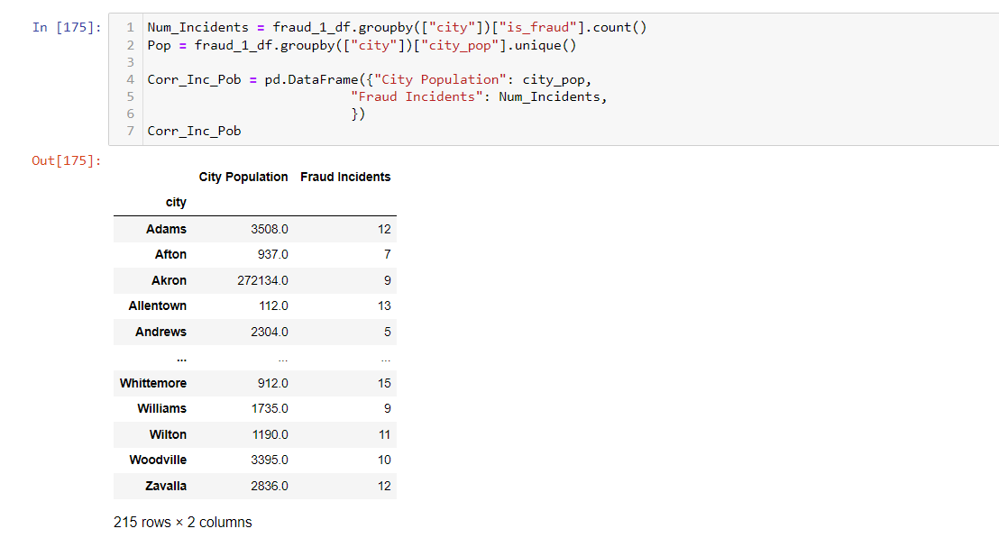 In [175]:
1 Num_Incidents = fraud_1_df.groupby(["city"])["is_fraud"].count()
2 Pop = fraud_1_df.groupby(["city"])["city_pop"].unique()
3
4 Corr_Inc_Pob = pd.DataFrame({"City Population": city_pop,
5                           "Fraud Incidents": Num_Incidents,
6                           })
7 Corr_Inc_Pob
Out[175]:
City Population Fraud Incidents
city
Adams 3508.0 12
Afton 937.0 7
Akron 272134.0 9
Allentown 112.0 13
Andrews 2304.0 5
... ... ...
Whittemore 912.0 15
Williams 1735.0 9
Wilton 1190.0 11
Woodville 3395.0 10
Zavalla 2836.0 12
215 rows × 2 columns